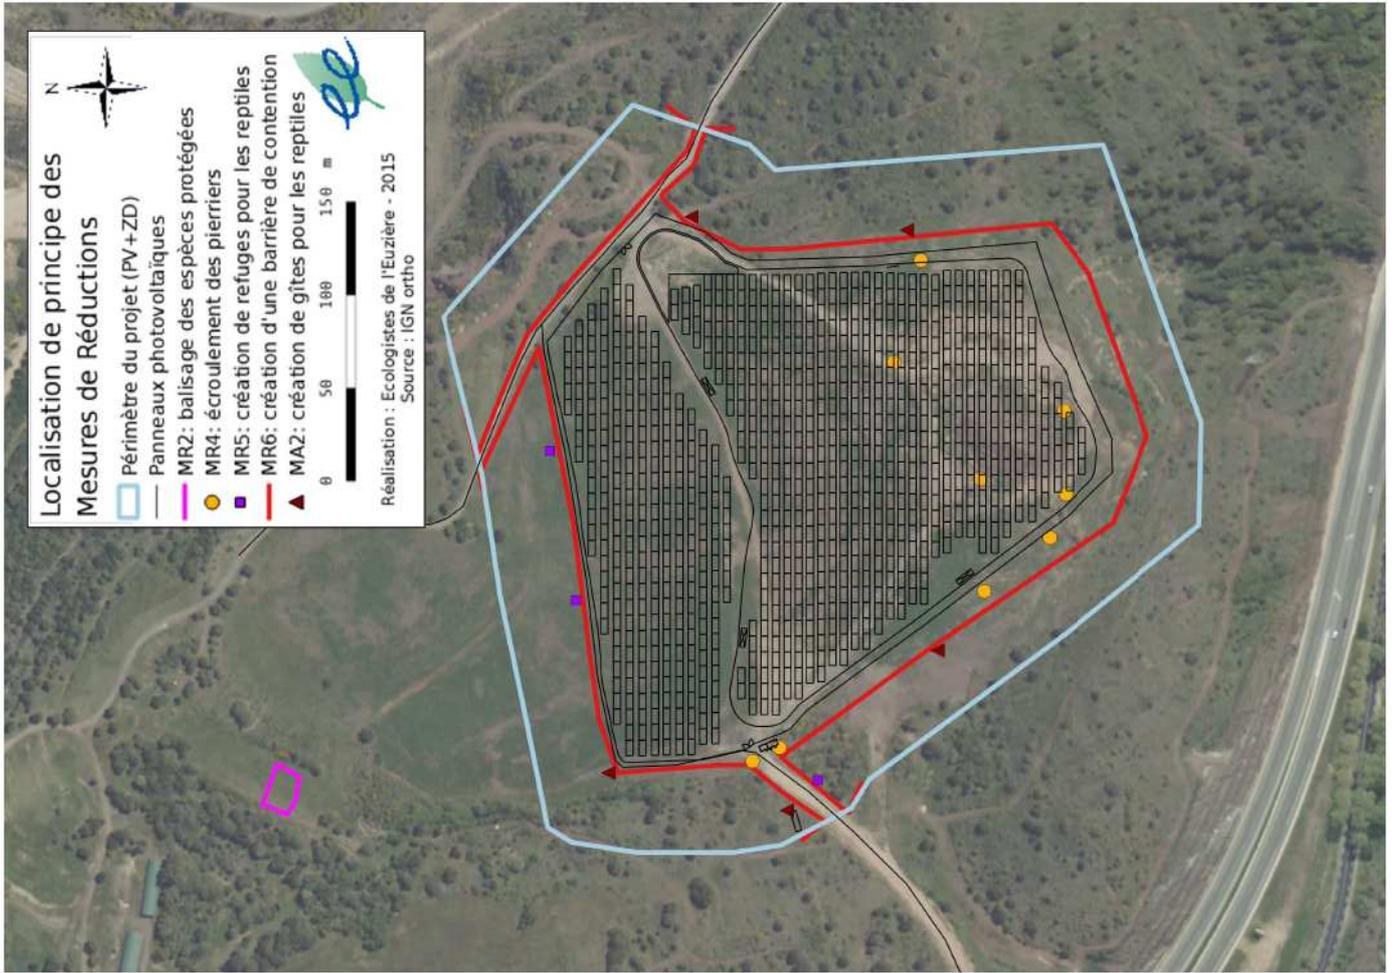 Localisation de principe des
Mesures de Réductions
N
Périmètre du projet (PV+ZD)
Panneaux photovoltaïques
MR2: balisage des espèces protégées
MR4: écroulement des pierriers
MR5: création de refuges pour les reptiles
MR6: création d'une barrière de contention
MA2: création de gîtes pour les reptiles
0 50 100 150 m
Réalisation : Ecologistes de l'Euzière - 2015
Source : IGN ortho
ee